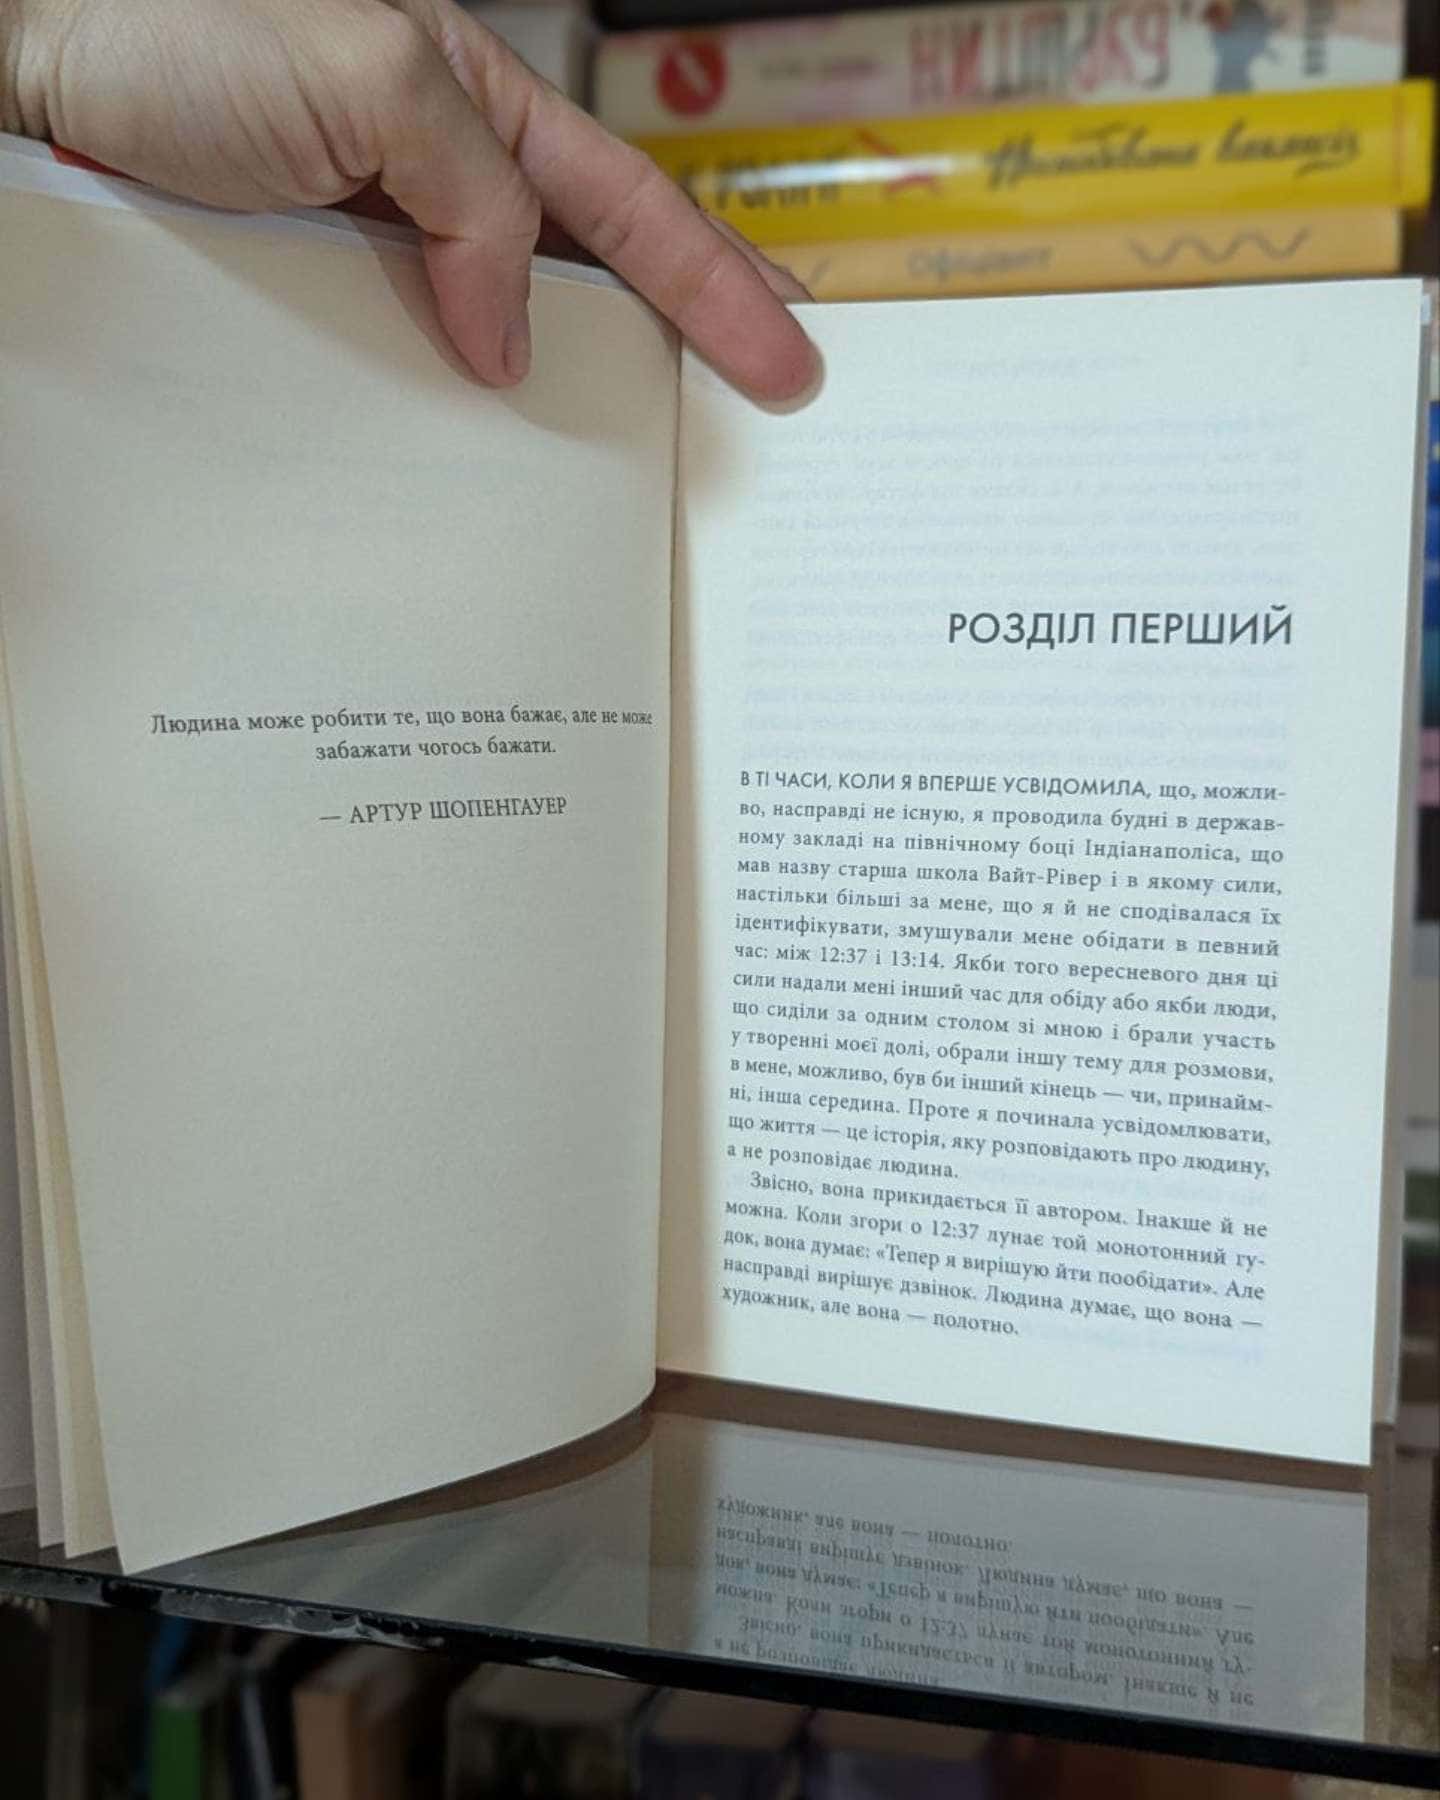 Офіціант
Людина може робити те, що вона бажає, але не може
забажати чогось бажати.
— АРТУР ШОПЕНГАУЕР
РОЗДІЛ ПЕРШИЙ
В ТІ ЧАСИ, КОЛИ Я ВПЕРШЕ УСВІДОМИЛА, що, можли-
во, насправді не існую, я проводила будні в держав-
ному закладі на північному боці Індіанаполіса, що
мав назву старша школа Вайт-Рівер і в якому сили,
настільки більші за мене, що я й не сподівалася їх
ідентифікувати, змушували мене обідати в певний
час: між 12:37 і 13:14. Якби того вересневого дня ці
сили надали мені інший час для обіду або якби люди,
що сиділи за одним столом зі мною і брали участь
у творенні моєї долі, обрали іншу тему для розмови,
в мене, можливо, був би інший кінець — чи, принайм-
ні, інша середина. Проте я починала усвідомлювати,
що життя — це історія, яку розповідають про людину,
а не розповідає людина.
Звісно, вона прикидається її автором. Інакше й не
можна. Коли згори о 12:37 лунає той монотонний гу-
док, вона думає: «Тепер я вирішую йти пообідати». Але
насправді вирішує дзвінок. Людина думає, що вона —
художник, але вона — полотно.